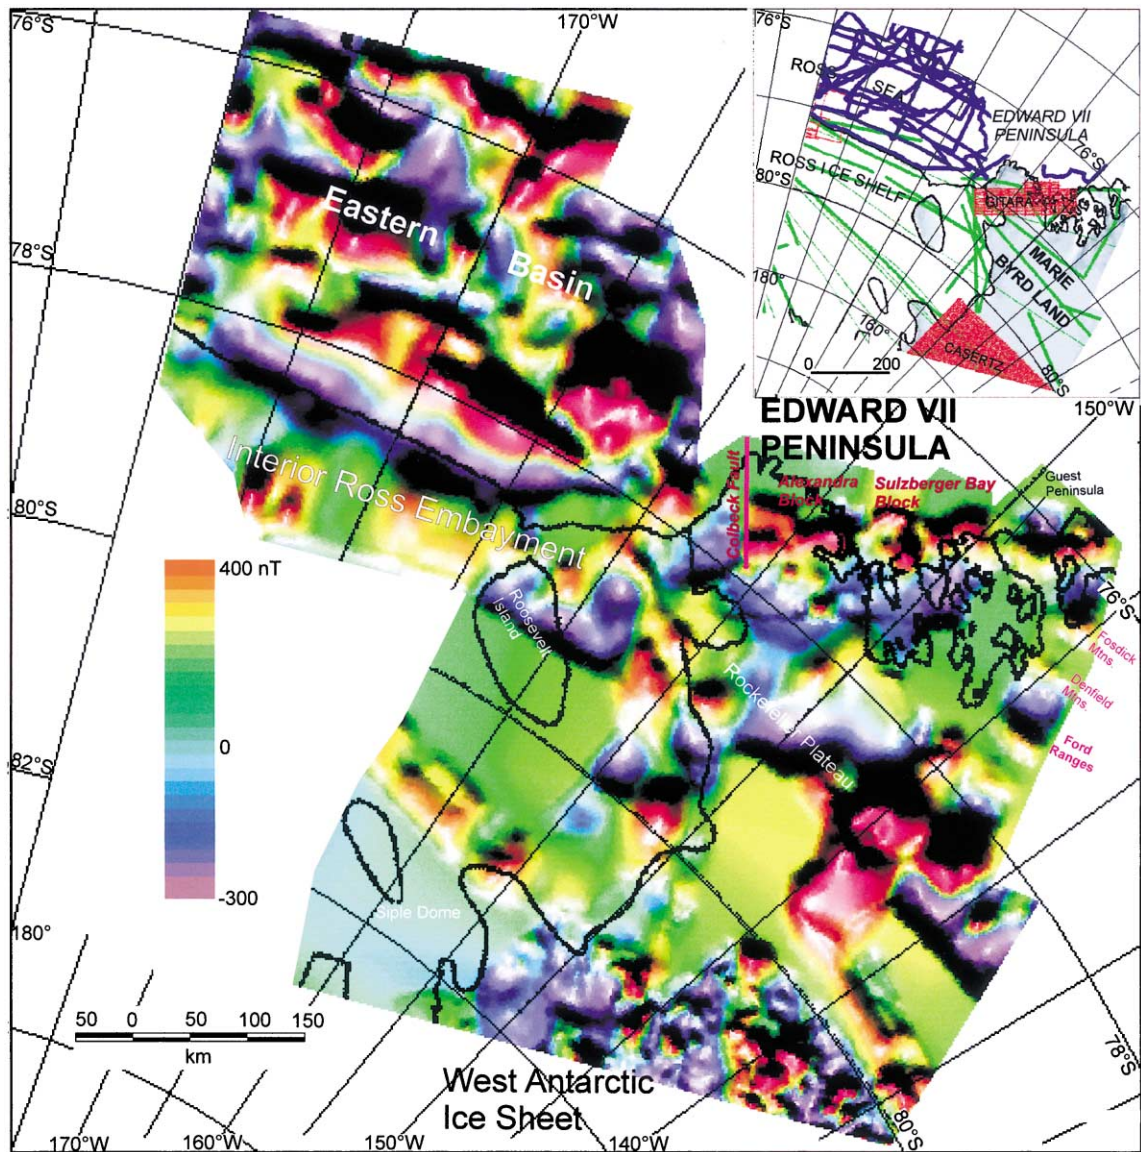 76°S
170°W
78°S
80°S
82°S
180°
170°W
160°W
150°W
140°W
80°S
78°S
76°S
150°W
Eastern
Basin
Interior Ross Embayment
Roosevelt
Island
Siple Dome
West Antarctic
Ice Sheet
EDWARD VII
PENINSULA
Colbeck Fault
Alexandra
Block
Sulzberger Bay
Block
Guest
Peninsula
Fosdick
Mtns.
Denfield
Mtns.
Ford
Ranges
Plateau
400 nT
0
-300
50 0 50 100 150
km
76°S
ROSS
SEA
EDWARD VII
PENINSULA
76°S
80°S
ROSS ICE SHELF
GITARA
MARIE
BYRD LAND
180°
160°
CASERTZ
80°S
0 200